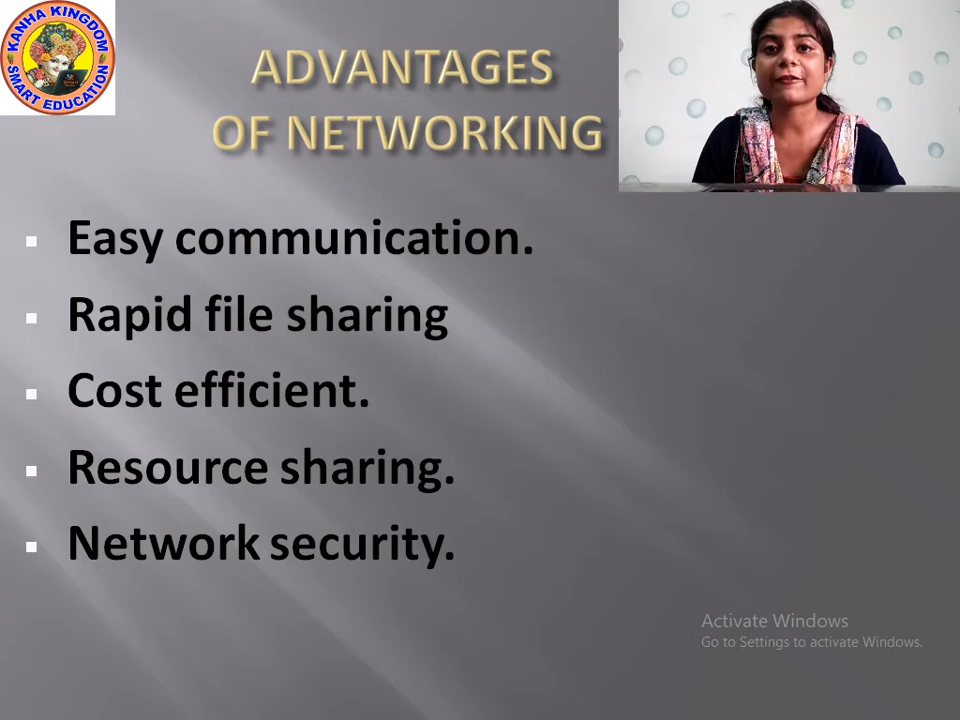 KANHA KINGDOM
SMART EDUCATION
ADVANTAGES
OF NETWORKING
▪ Easy communication.
▪ Rapid file sharing
▪ Cost efficient.
▪ Resource sharing.
▪ Network security.
Activate Windows
Go to Settings to activate Windows.